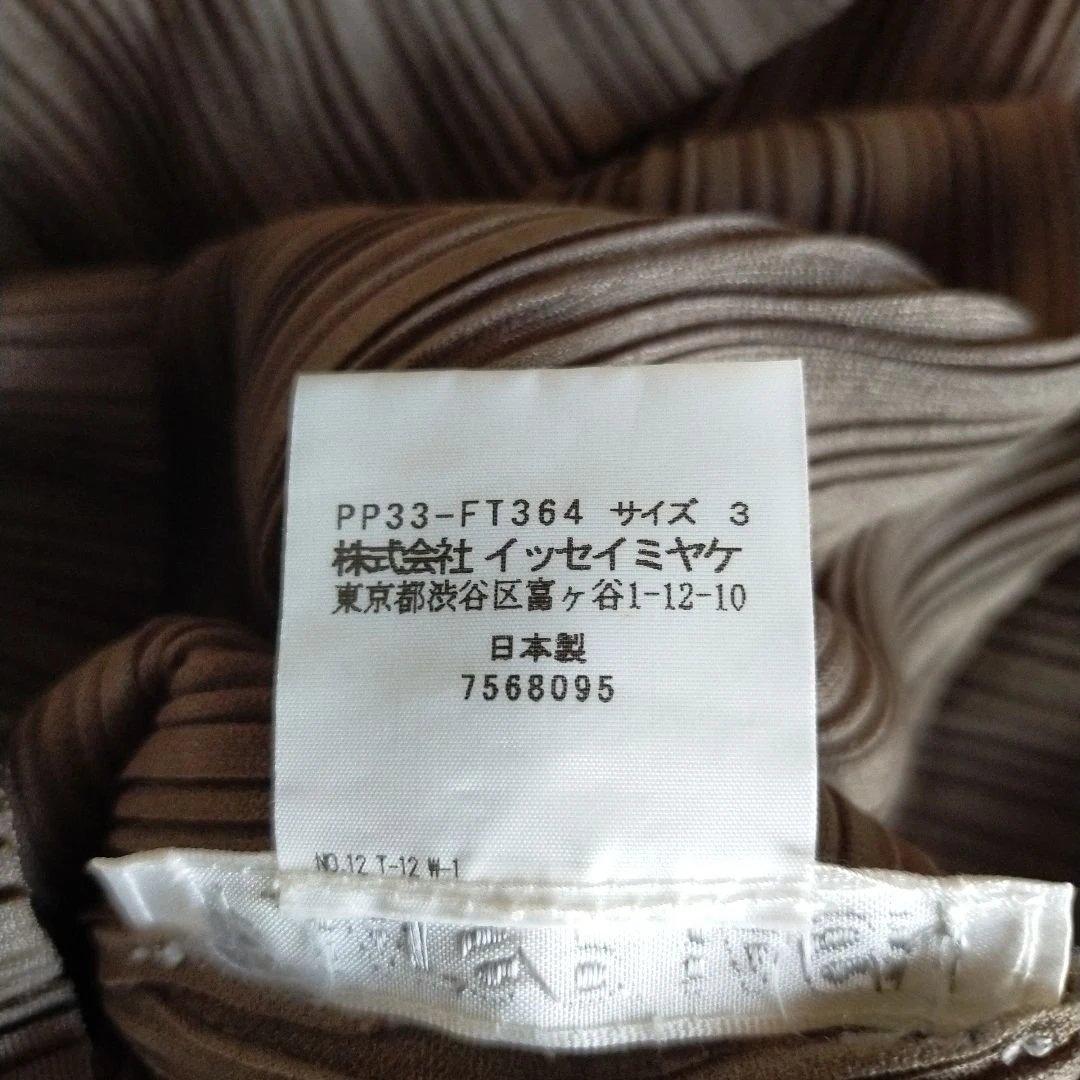 PP33-FT364 サイズ 3
株式会社 イッセイミヤケ
東京都渋谷区富ヶ谷1-12-10
日本製
7568095
NO.12 T-12 W-1